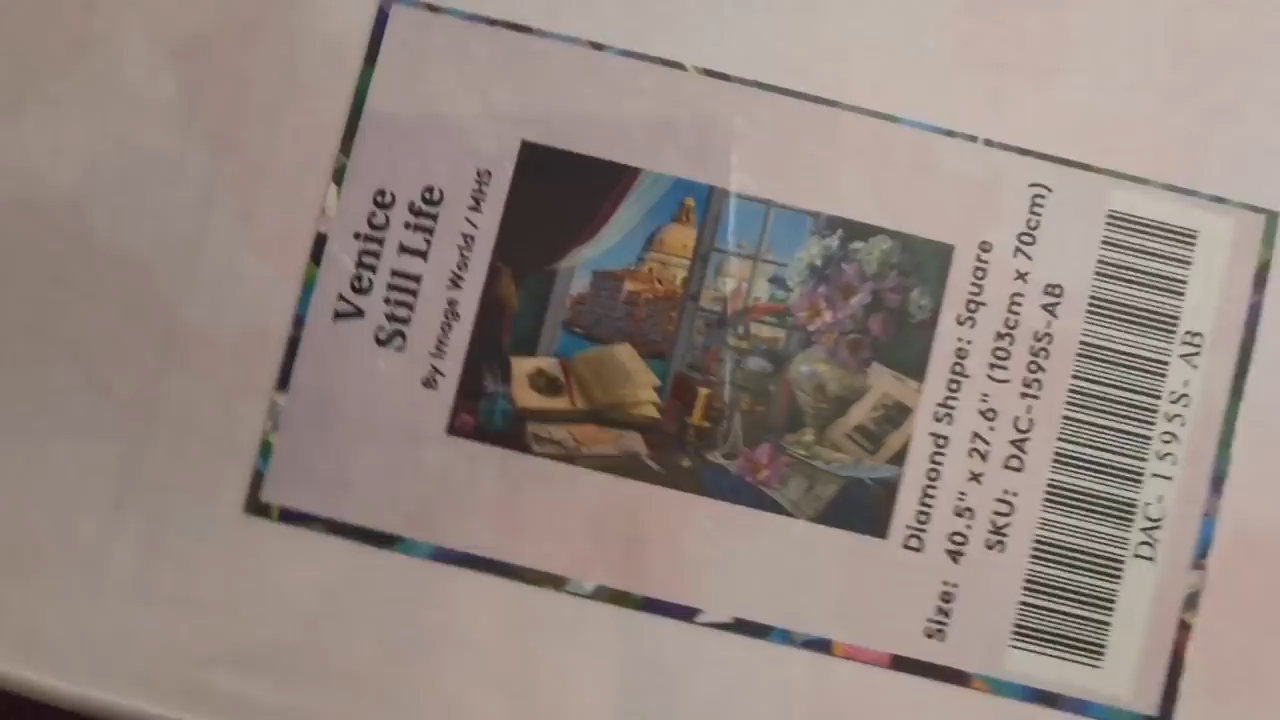 Venice
Still Life
By Image World / MHS
Diamond Shape: Square
Size: 40.5" x 27.6" (103cm x 70cm)
SKU: DAC-1595S-AB
DAC-1595S-AB